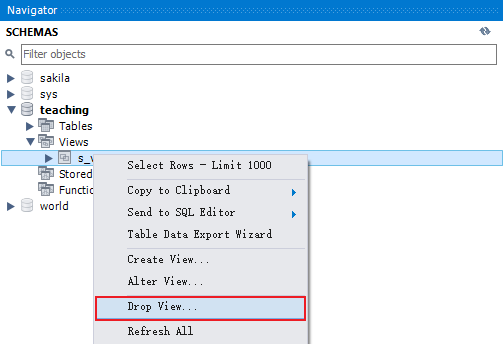 Navigator
SCHEMAS
Filter objects
sakila
sys
teaching
Tables
Views
Stored
Functio
world
Select Rows - Limit 1000
Copy to Clipboard
Send to SQL Editor
Table Data Export Wizard
Create View...
Alter View...
Drop View...
Refresh All